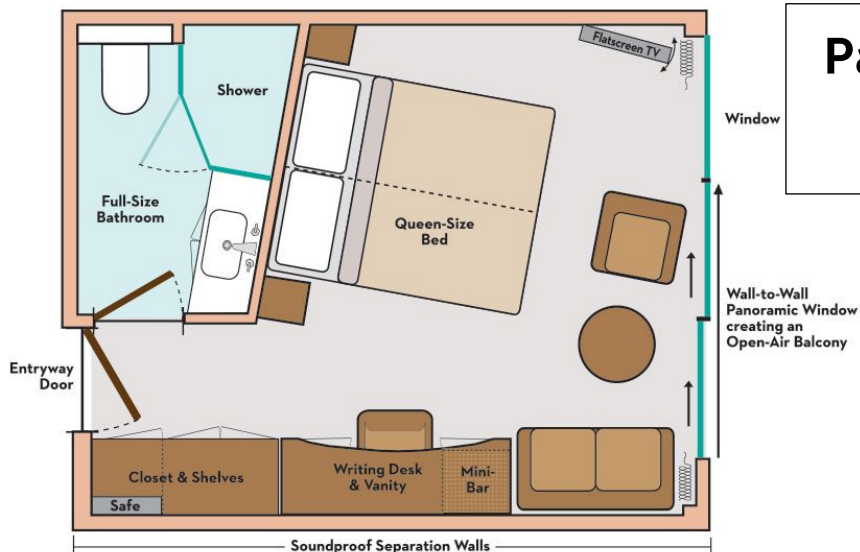 Flatscreen TV
Pa
Shower
Window
Full-Size
Bathroom
Queen-Size
Bed
Wall-to-Wall
Panoramic Window
creating an
Open-Air Balcony
Entryway
Door
Closet & Shelves
Safe
Writing Desk
& Vanity
Mini-
Bar
Soundproof Separation Walls